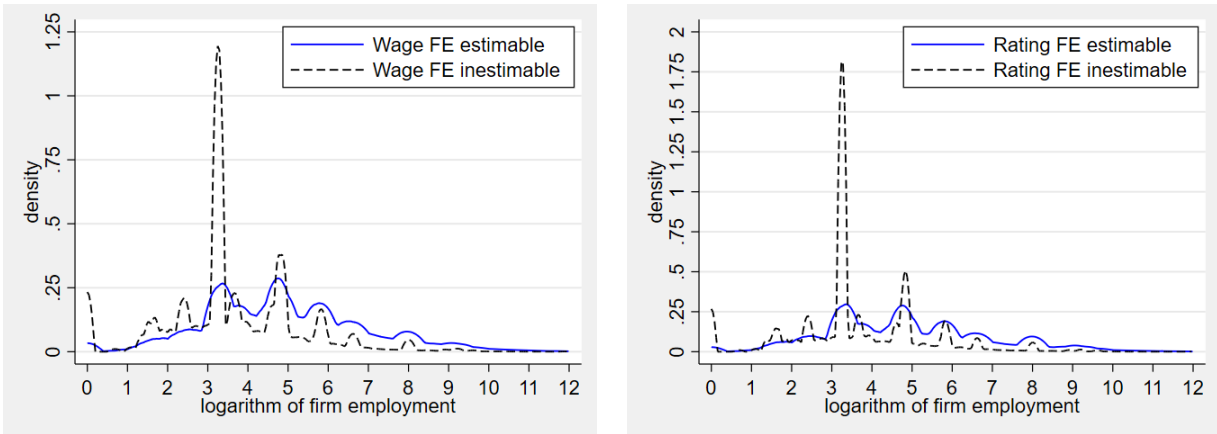 Wage FE estimable
Wage FE inestimable
density
0 .25 .5 .75 1 1.25
0 1 2 3 4 5 6 7 8 9 10 11 12
logarithm of firm employment
Rating FE estimable
Rating FE inestimable
density
0 .25 .5 .75 1 1.25 1.5 1.75 2
0 1 2 3 4 5 6 7 8 9 10 11 12
logarithm of firm employment